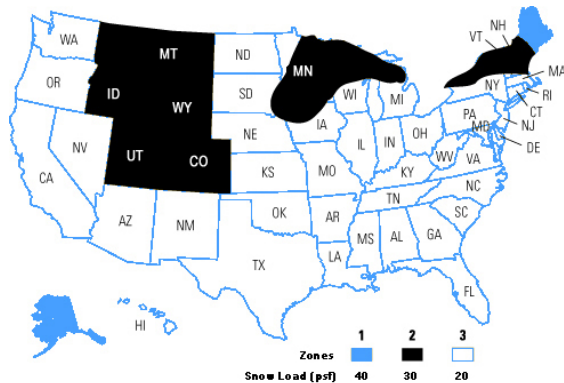 WA
MT
ND
MN
VT
NH
MA
RI
CT
NJ
DE
OR
ID
WY
SD
WI
MI
NY
PA
MD
NV
UT
CO
NE
IA
IL
IN
OH
WV
VA
CA
KS
MO
KY
NC
AZ
NM
OK
AR
TN
SC
TX
LA
MS
AL
GA
FL
HI
1 2 3
Zones
Snow Load (psf) 40 30 20